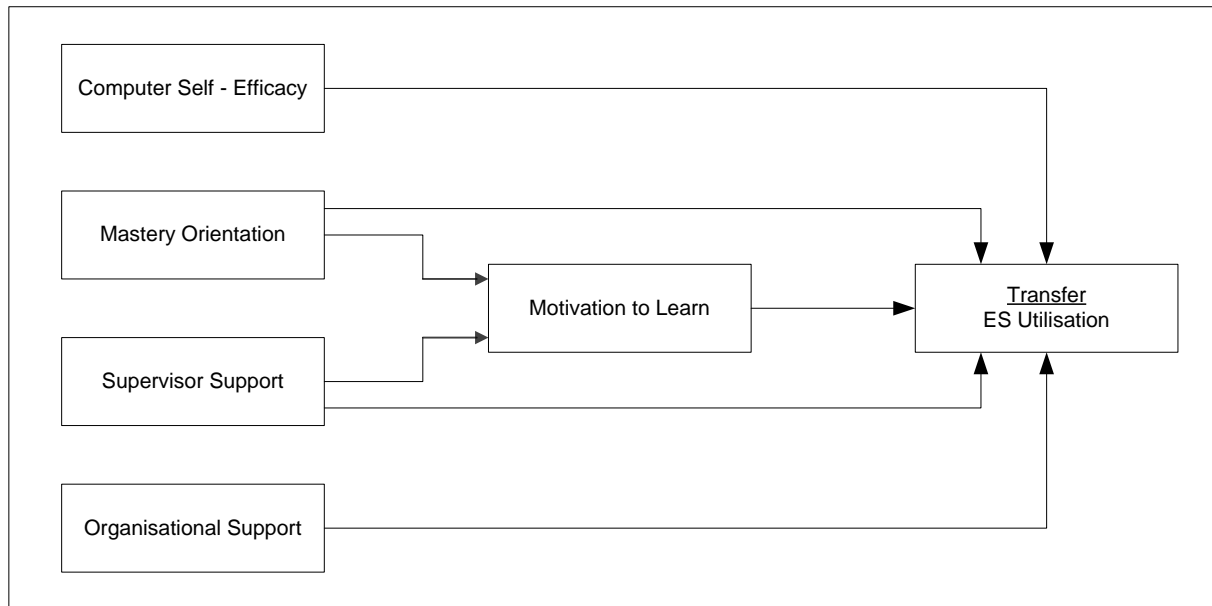 Computer Self - Efficacy
Mastery Orientation
Motivation to Learn
Transfer
ES Utilisation
Supervisor Support
Organisational Support